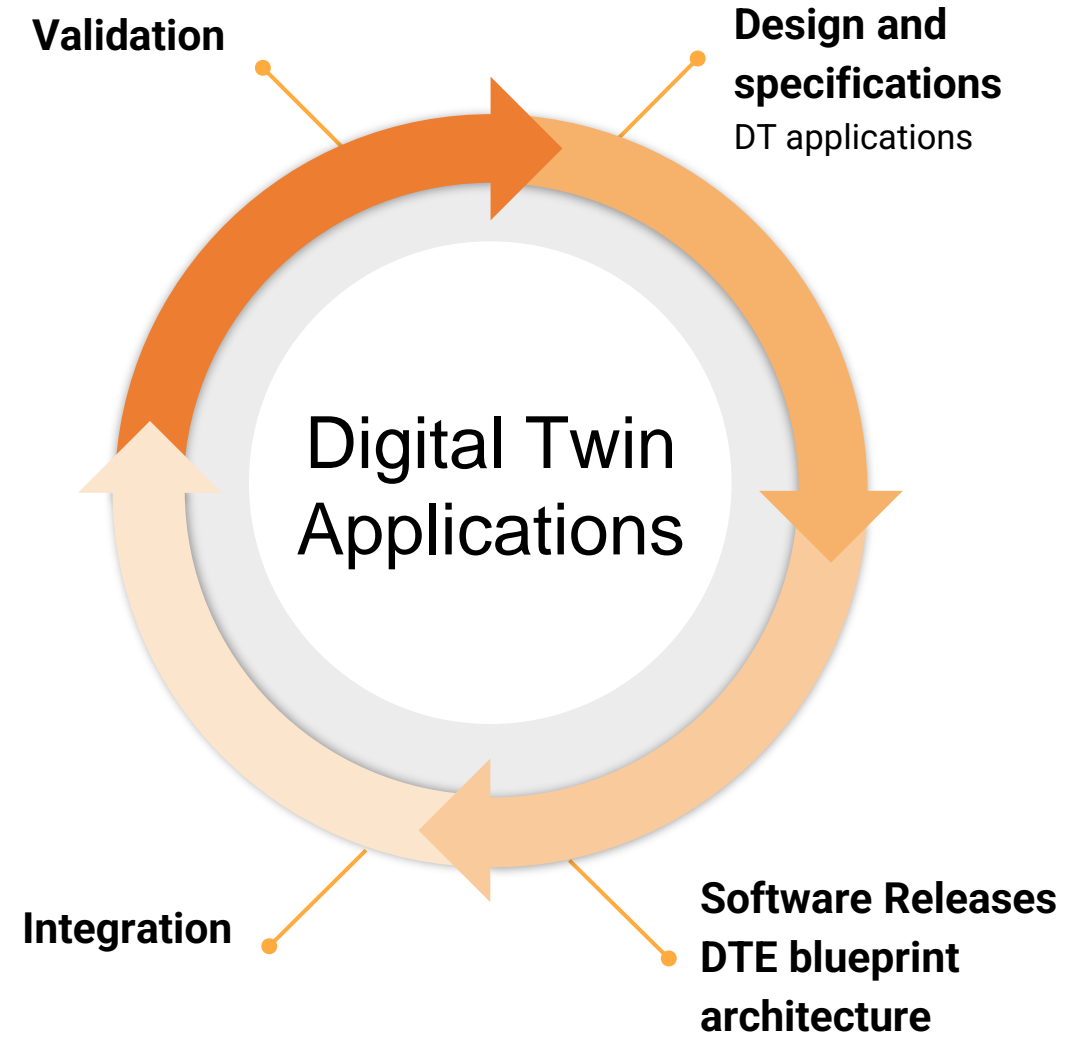 Validation
Design and
specifications
DT applications
Digital Twin
Applications
Integration
Software Releases
DTE blueprint
architecture